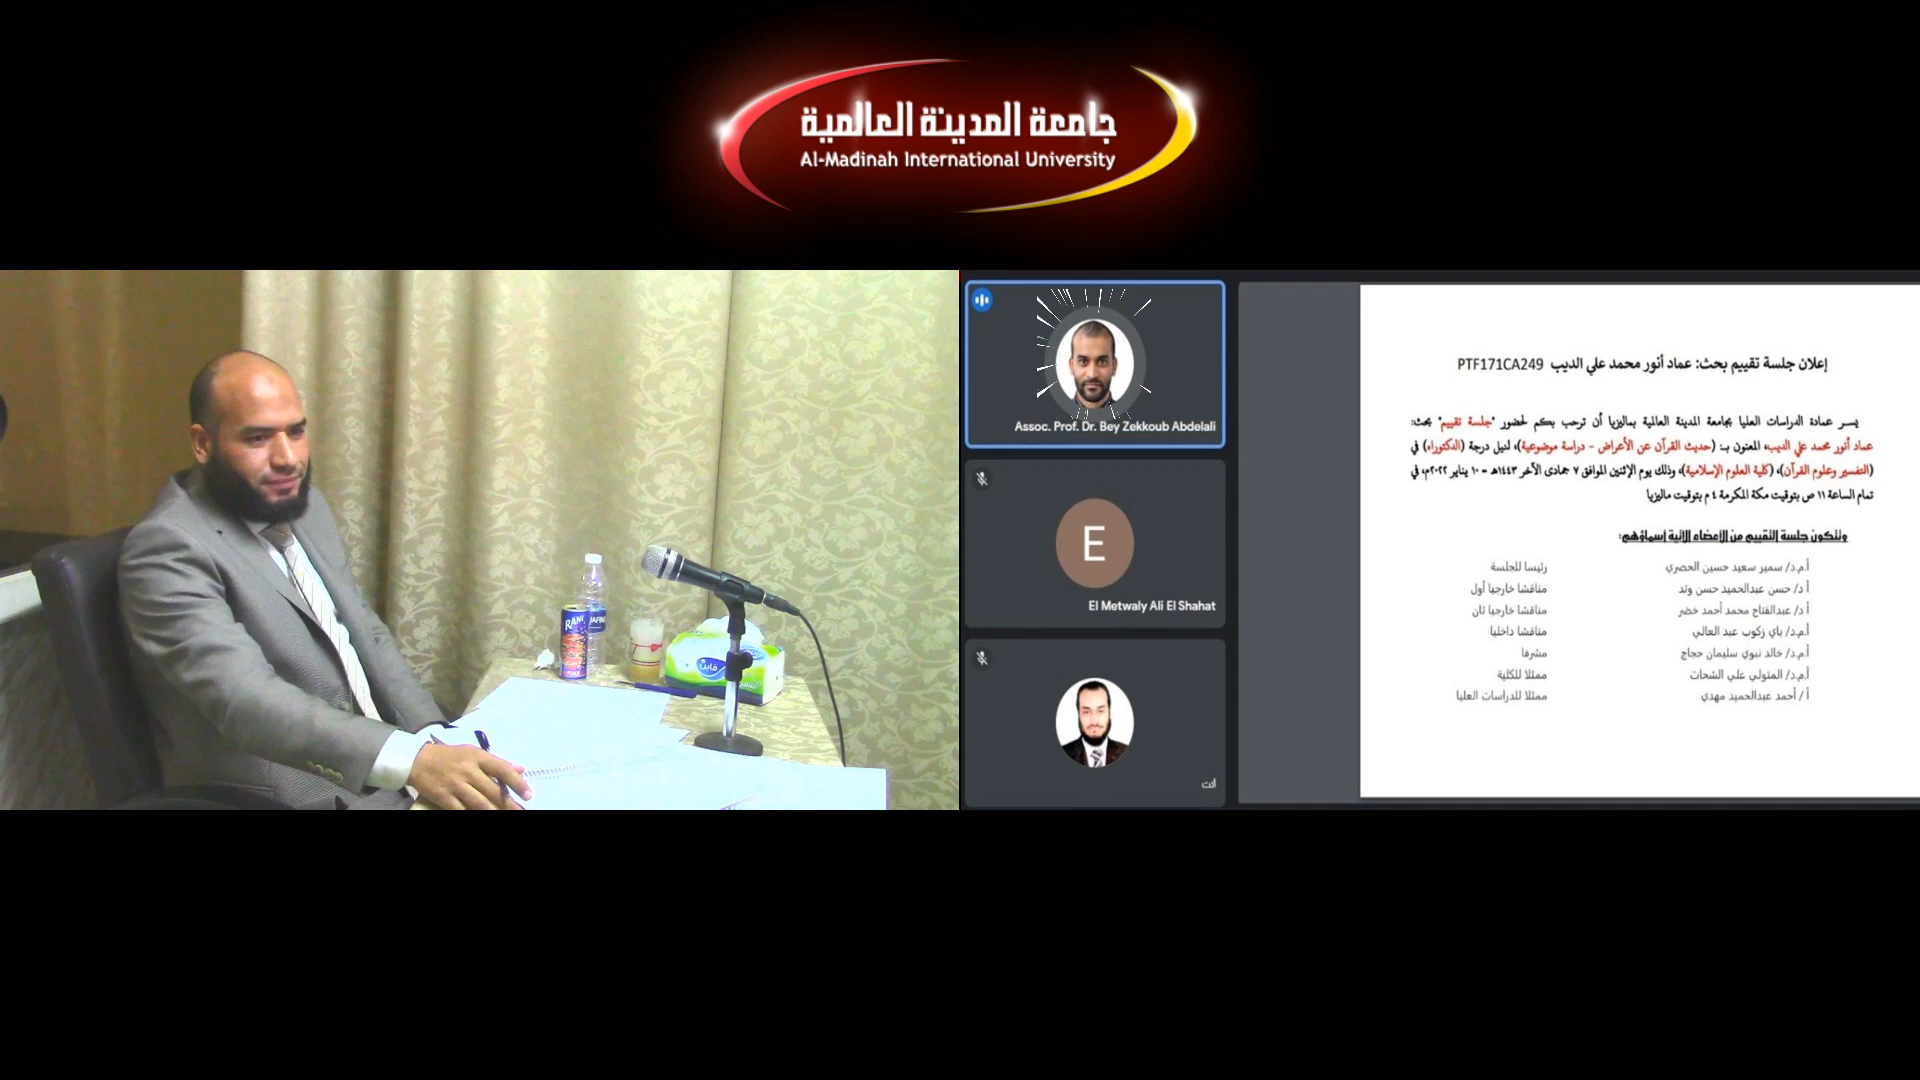 جامعة المدينة العالمية
Al-Madinah International University
RANI
فاين
Assoc. Prof. Dr. Bey Zekkoub Abdelali
E
El Metwaly Ali El Shahat
أنت
إعلان جلسة تقييم بحث: عماد أنور محمد علي الديب PTF171CA249
يسر عمادة الدراسات العليا بجامعة المدينة العالمية بماليزيا أن ترحب بكم لحضور "جلسة تقييم" بحث:
عماد أنور محمد علي الديب، المعنون بـ: (حديث القرآن عن الأعراض - دراسة موضوعية)، لنيل درجة (الدكتوراه) في
(التفسير وعلوم القرآن)، (كلية العلوم الإسلامية)، وذلك يوم الإثنين الموافق ٧ جمادى الآخر ١٤٤٣هـ - ١٠ يناير ٢٠٢٢م، في
تمام الساعة ١١ ص بتوقيت مكة المكرمة ٤ م بتوقيت ماليزيا
وتتكون جلسة التقييم من الأعضاء الآتية أسماؤهم:
أ.م.د/ سمير سعيد حسين الحصري رئيسا للجلسة
أ د/ حسن عبدالحميد حسن وتد مناقشا خارجيا أول
أ د/ عبدالفتاح محمد أحمد خضر مناقشا خارجيا ثان
أ.م.د/ باي زكوب عبد العالي مناقشا داخليا
أ.م.د/ خالد نبوي سليمان حجاج مشرفا
أ.م.د/ المتولي علي الشحات ممثلا للكلية
أ / أحمد عبدالحميد مهدي ممثلا للدراسات العليا